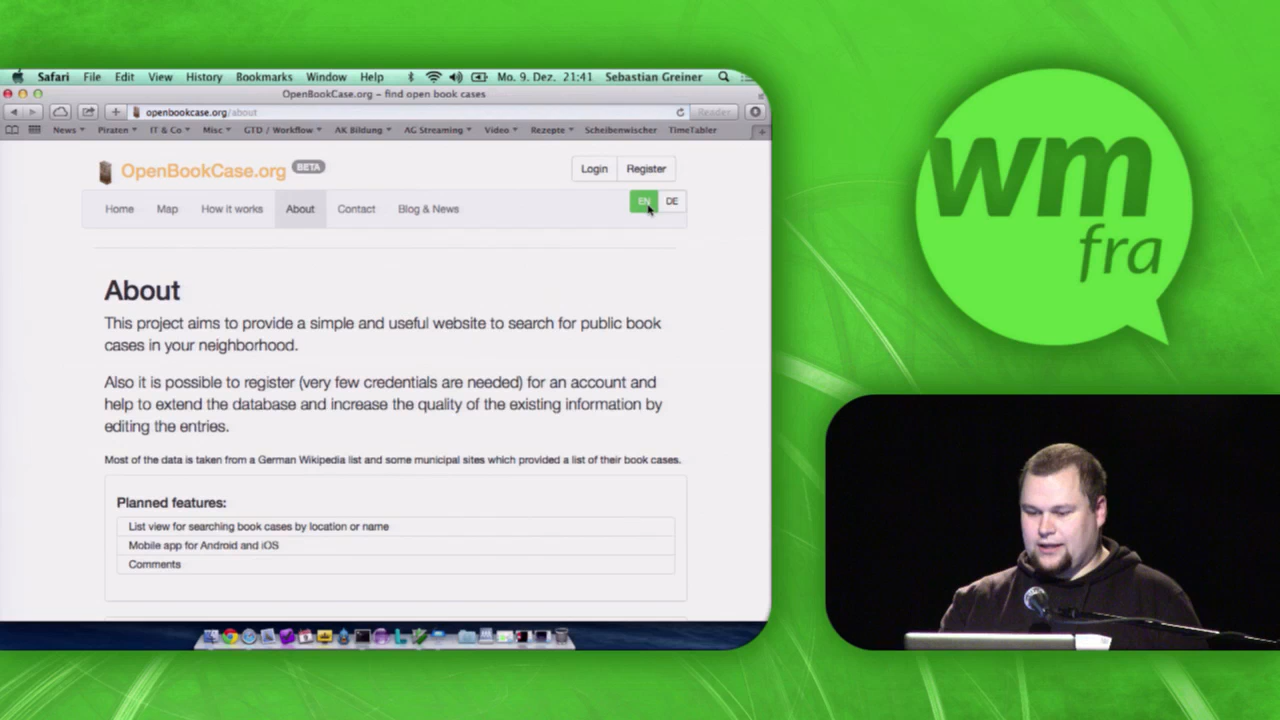 Safari File Edit View History Bookmarks Window Help Mo. 9. Dez. 21:41 Sebastian Greiner
OpenBookCase.org – find open book cases
openbookcase.org/about Reader
News Piraten IT & Co Misc GTD / Workflow AK Bildung AG Streaming Video Rezepte Scheibenwischer TimeTabler
OpenBookCase.org BETA
Login Register
Home Map How it works About Contact Blog & News
EN DE
About
This project aims to provide a simple and useful website to search for public book
cases in your neighborhood.
Also it is possible to register (very few credentials are needed) for an account and
help to extend the database and increase the quality of the existing information by
editing the entries.
Most of the data is taken from a German Wikipedia list and some municipal sites which provided a list of their book cases.
Planned features:
List view for searching book cases by location or name
Mobile app for Android and iOS
Comments
wm
fra